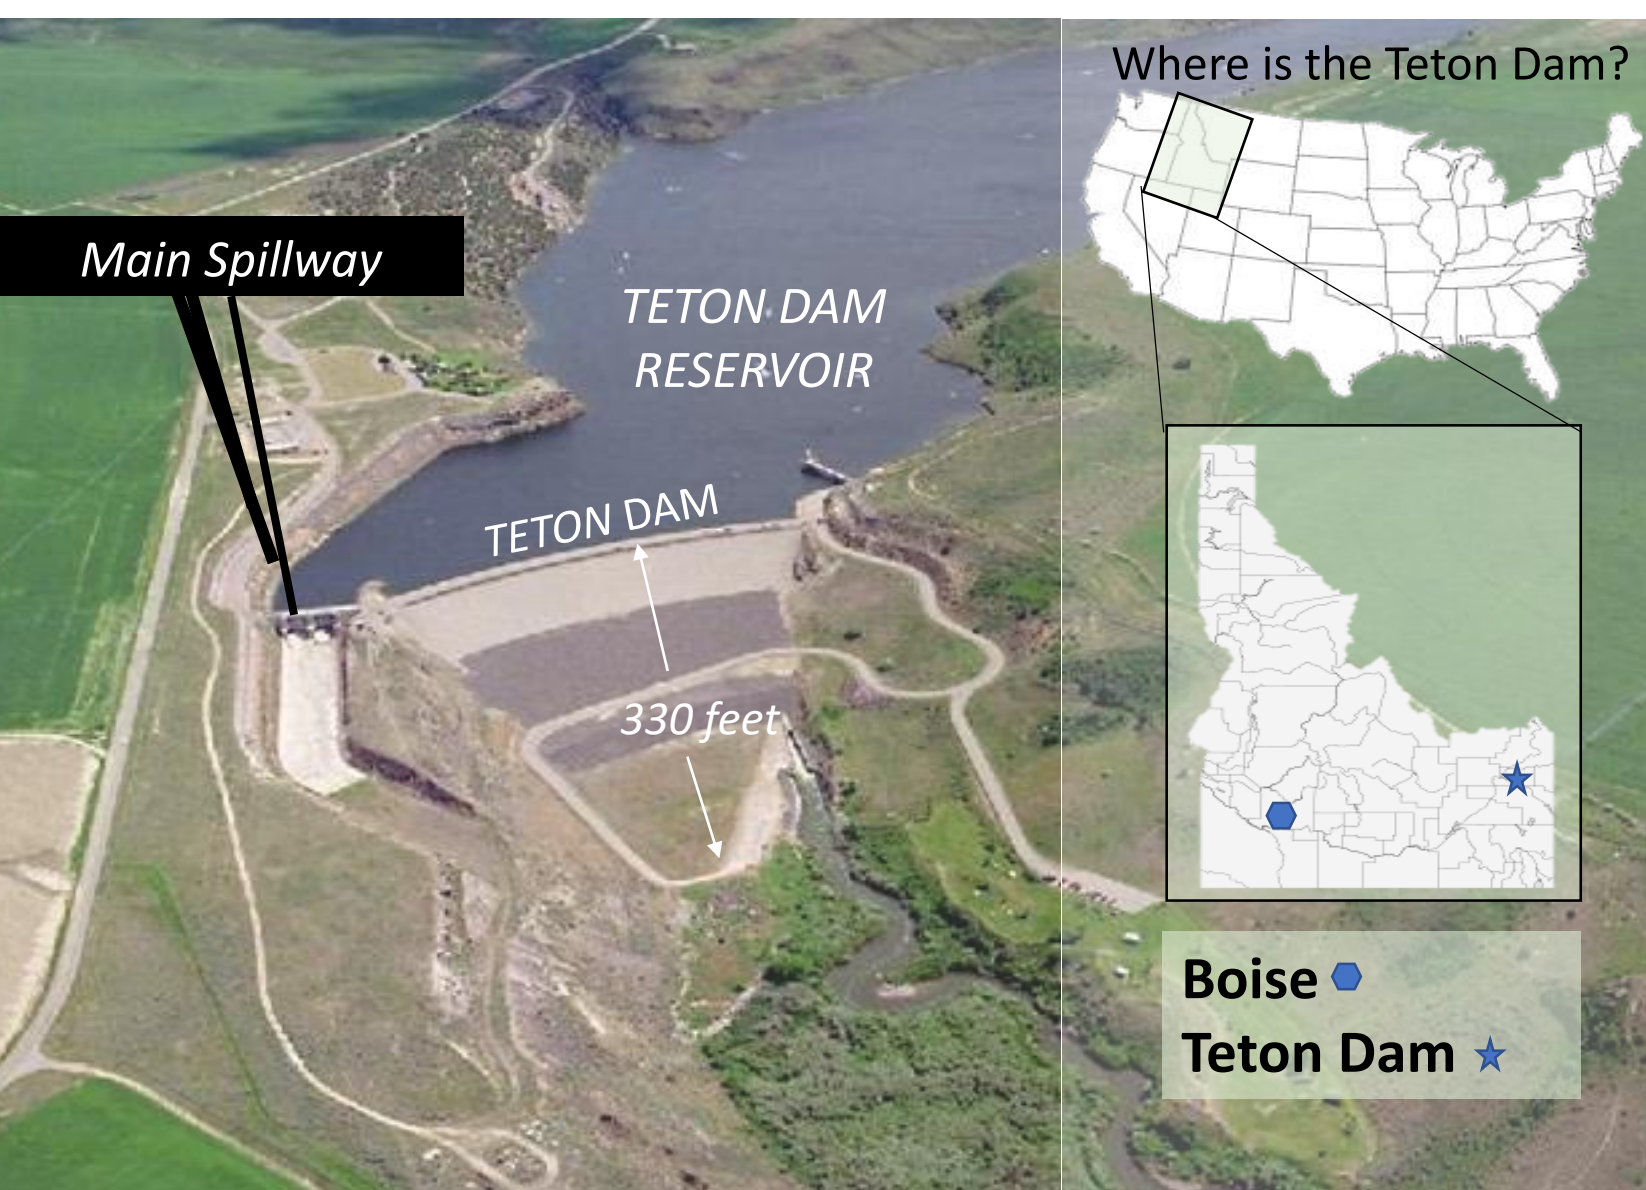 Where is the Teton Dam?
Main Spillway
TETON DAM
RESERVOIR
TETON DAM
330 feet
Boise
Teton Dam